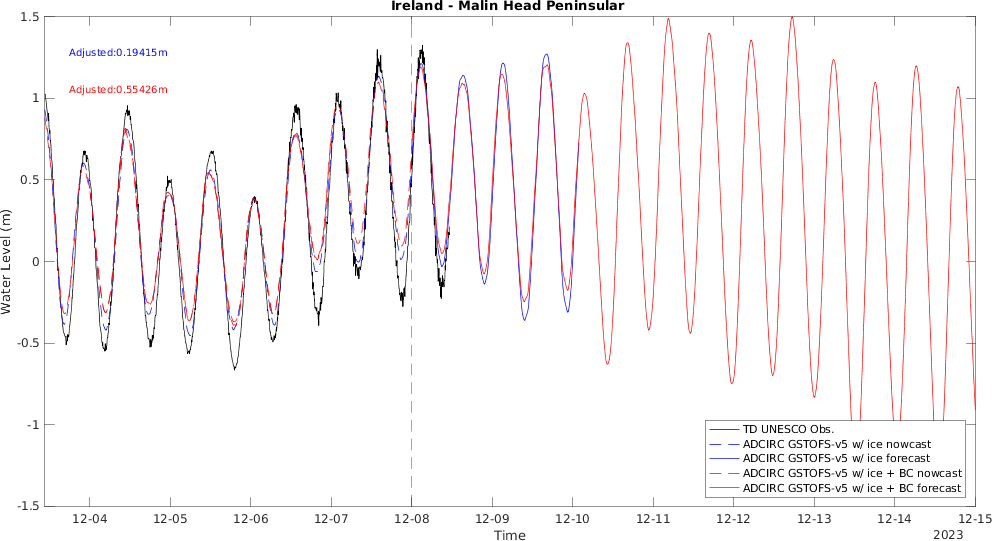 Ireland - Malin Head Peninsular
Adjusted:0.19415m
Adjusted:0.55426m
Water Level (m)
1.5
1
0.5
0
-0.5
-1
-1.5
TD UNESCO Obs.
ADCIRC GSTOFS-v5 w/ ice nowcast
ADCIRC GSTOFS-v5 w/ ice forecast
ADCIRC GSTOFS-v5 w/ ice + BC nowcast
ADCIRC GSTOFS-v5 w/ ice + BC forecast
12-04 12-05 12-06 12-07 12-08 12-09 12-10 12-11 12-12 12-13 12-14 12-15
Time
2023